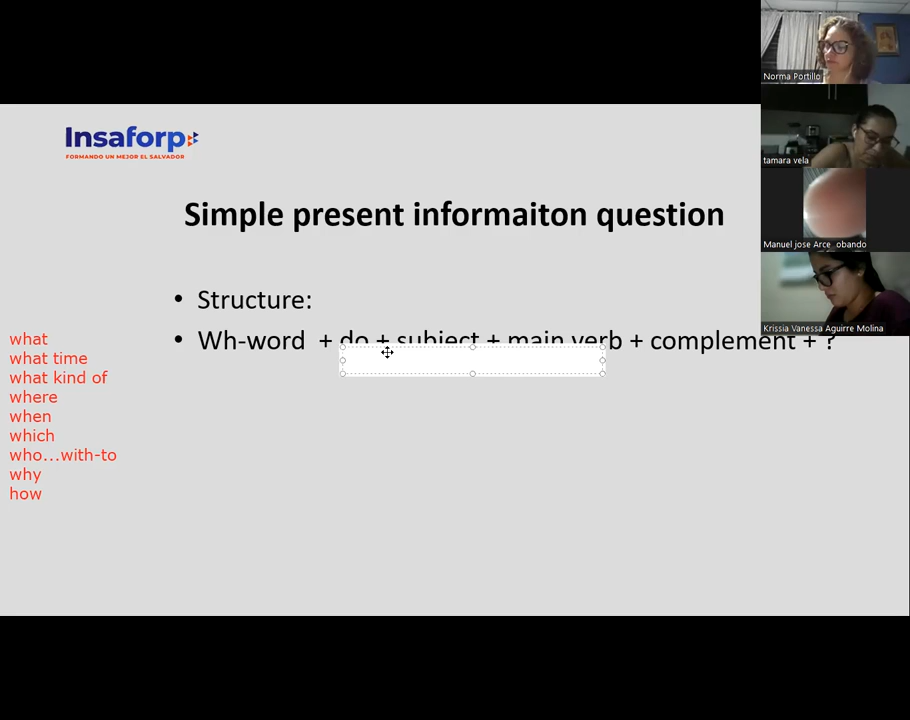 Insaforp
FORMANDO UN MEJOR EL SALVADOR
Simple present informaiton question
• Structure:
• Wh-word + do + subject + main verb + complement + ?
what
what time
what kind of
where
when
which
who...with-to
why
how
Norma Portillo
tamara vela
Manuel jose Arce obando
Krissia Vanessa Aguirre Molina